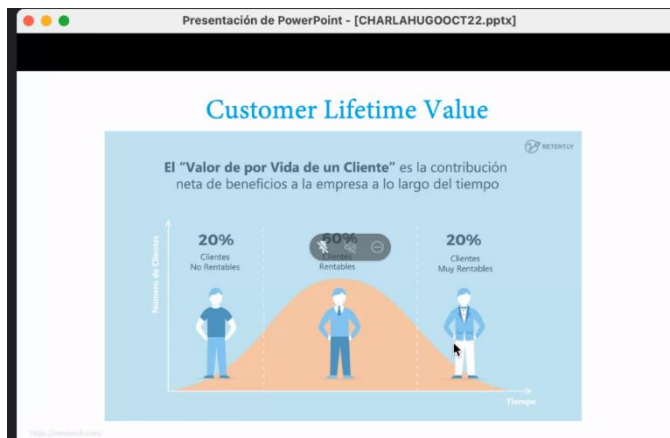 Presentación de PowerPoint - [CHARLAHUGOOCT22.pptx]
Customer Lifetime Value
RETENTLY
El "Valor de por Vida de un Cliente" es la contribución
neta de beneficios a la empresa a lo largo del tiempo
Número de Clientes
20%
Clientes
No Rentables
60%
Clientes
Rentables
20%
Clientes
Muy Rentables
Tiempo